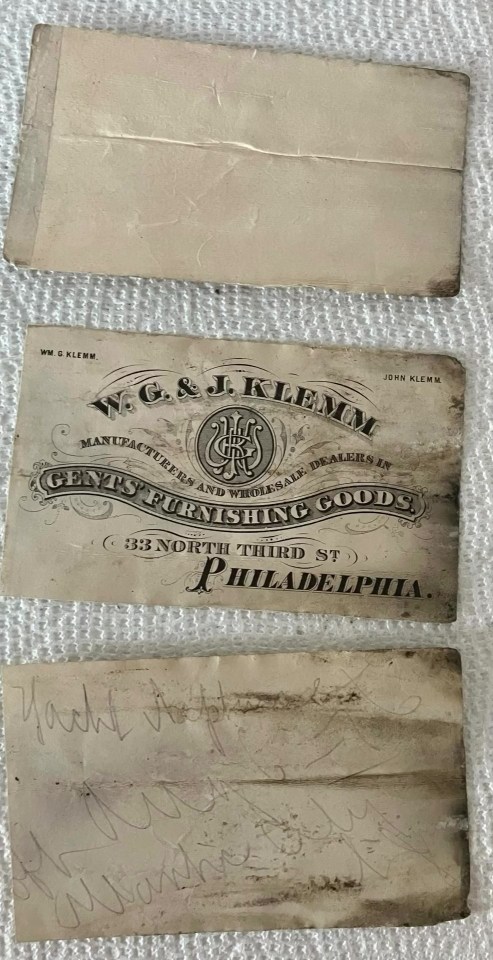 WM. G. KLEMM.
JOHN KLEMM.
W. G. & J. KLEMM
MANUFACTURERS AND WHOLESALE DEALERS IN
GENTS' FURNISHING GOODS.
33 NORTH THIRD ST
PHILADELPHIA.
Yacht
off